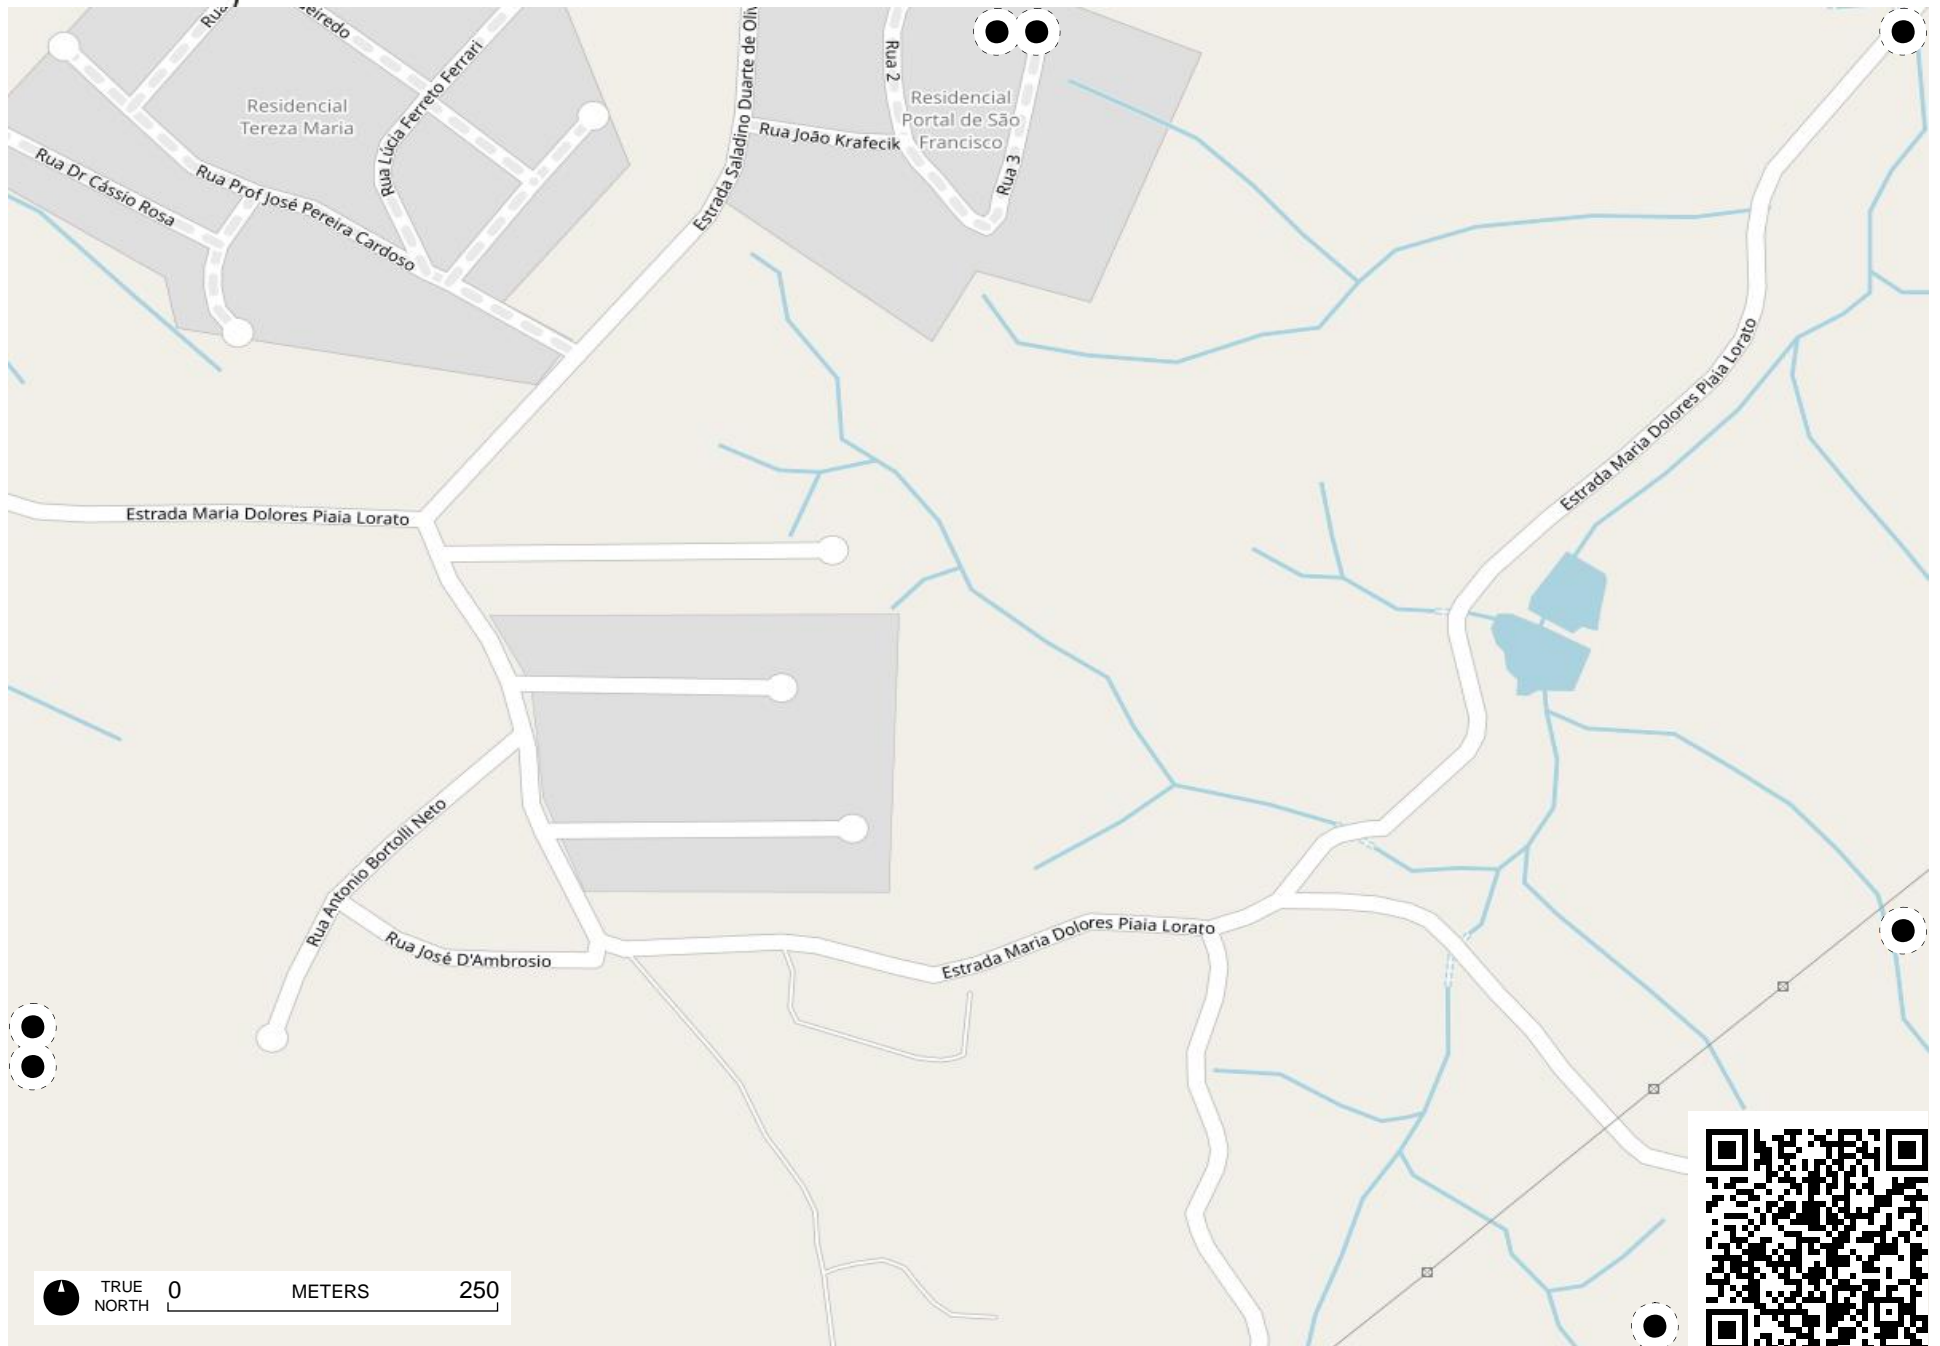 Rua
eiredo
Estrada Saladino Duarte de Oliv
Rua 2
Rua Lúcia Ferreto Ferrari
Residencial
Tereza Maria
Residencial
Portal de São
Francisco
Rua João Krafecik
Rua 3
Rua Dr Cássio Rosa
Rua Prof José Pereira Cardoso
Estrada Maria Dolores Piaia Lorato
Estrada Maria Dolores Piaia Lorato
Rua Antonio Bortolli Neto
Rua José D'Ambrosio
Estrada Maria Dolores Piaia Lorato
TRUE
NORTH
0 METERS 250